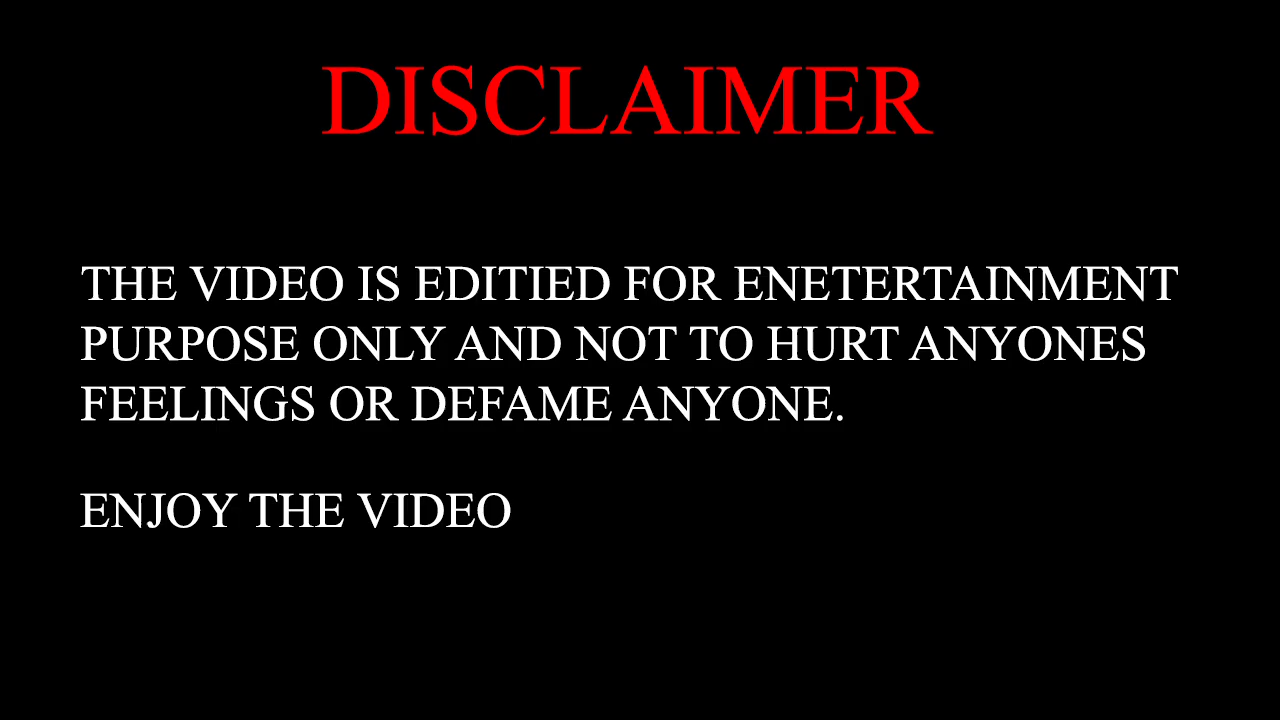 DISCLAIMER
THE VIDEO IS EDITIED FOR ENETERTAINMENT
PURPOSE ONLY AND NOT TO HURT ANYONES
FEELINGS OR DEFAME ANYONE.
ENJOY THE VIDEO